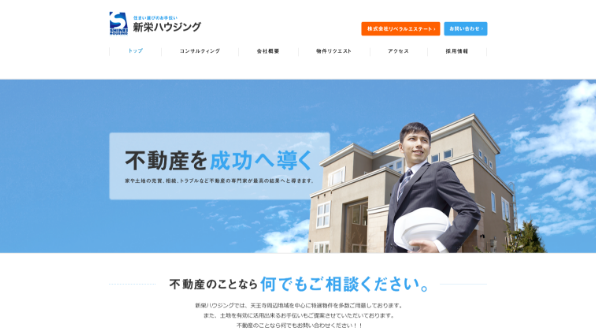 住まい選びのお手伝い
新栄ハウジング
株式会社リベラルエステート
お問い合わせ
トップ
コンサルティング
会社概要
物件リクエスト
アクセス
採用情報
不動産を成功へ導く
家や土地の売買、相続、トラブルなど不動産の専門家が最良の結果へと導きます。
不動産のことなら何でもご相談ください。
新栄ハウジングでは、天王寺周辺地域を中心に特選物件を多数ご用意しております。
また、土地を有効に活用出来るお手伝いもご提案させていただいております。
不動産のことなら何でもお問い合わせください！！